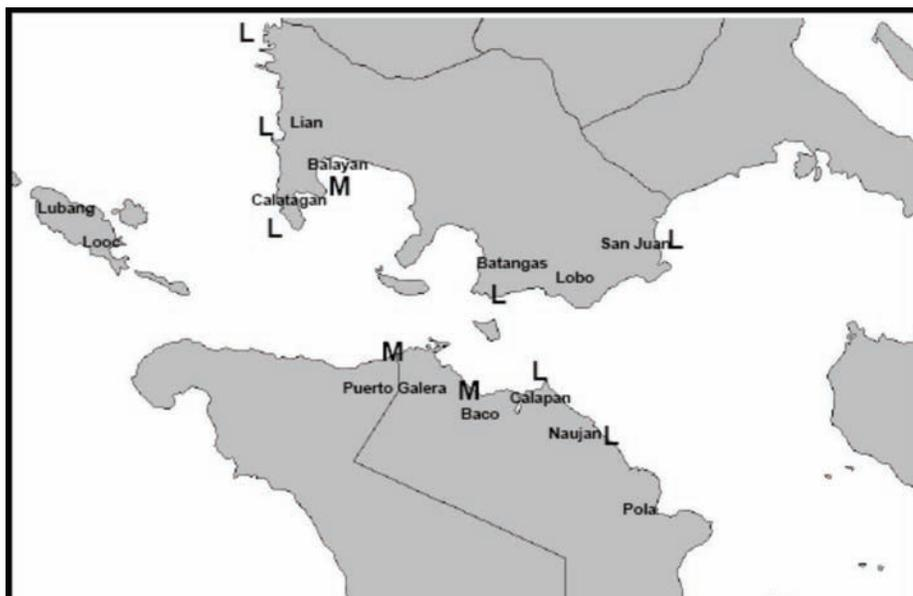 L
L Lian
Balayan
M
Calatagan
Lubang
L
Looc
San Juan L
Batangas
Lobo
L
M
L
Puerto Galera M
Calapan
Baco
Naujan L
Pola